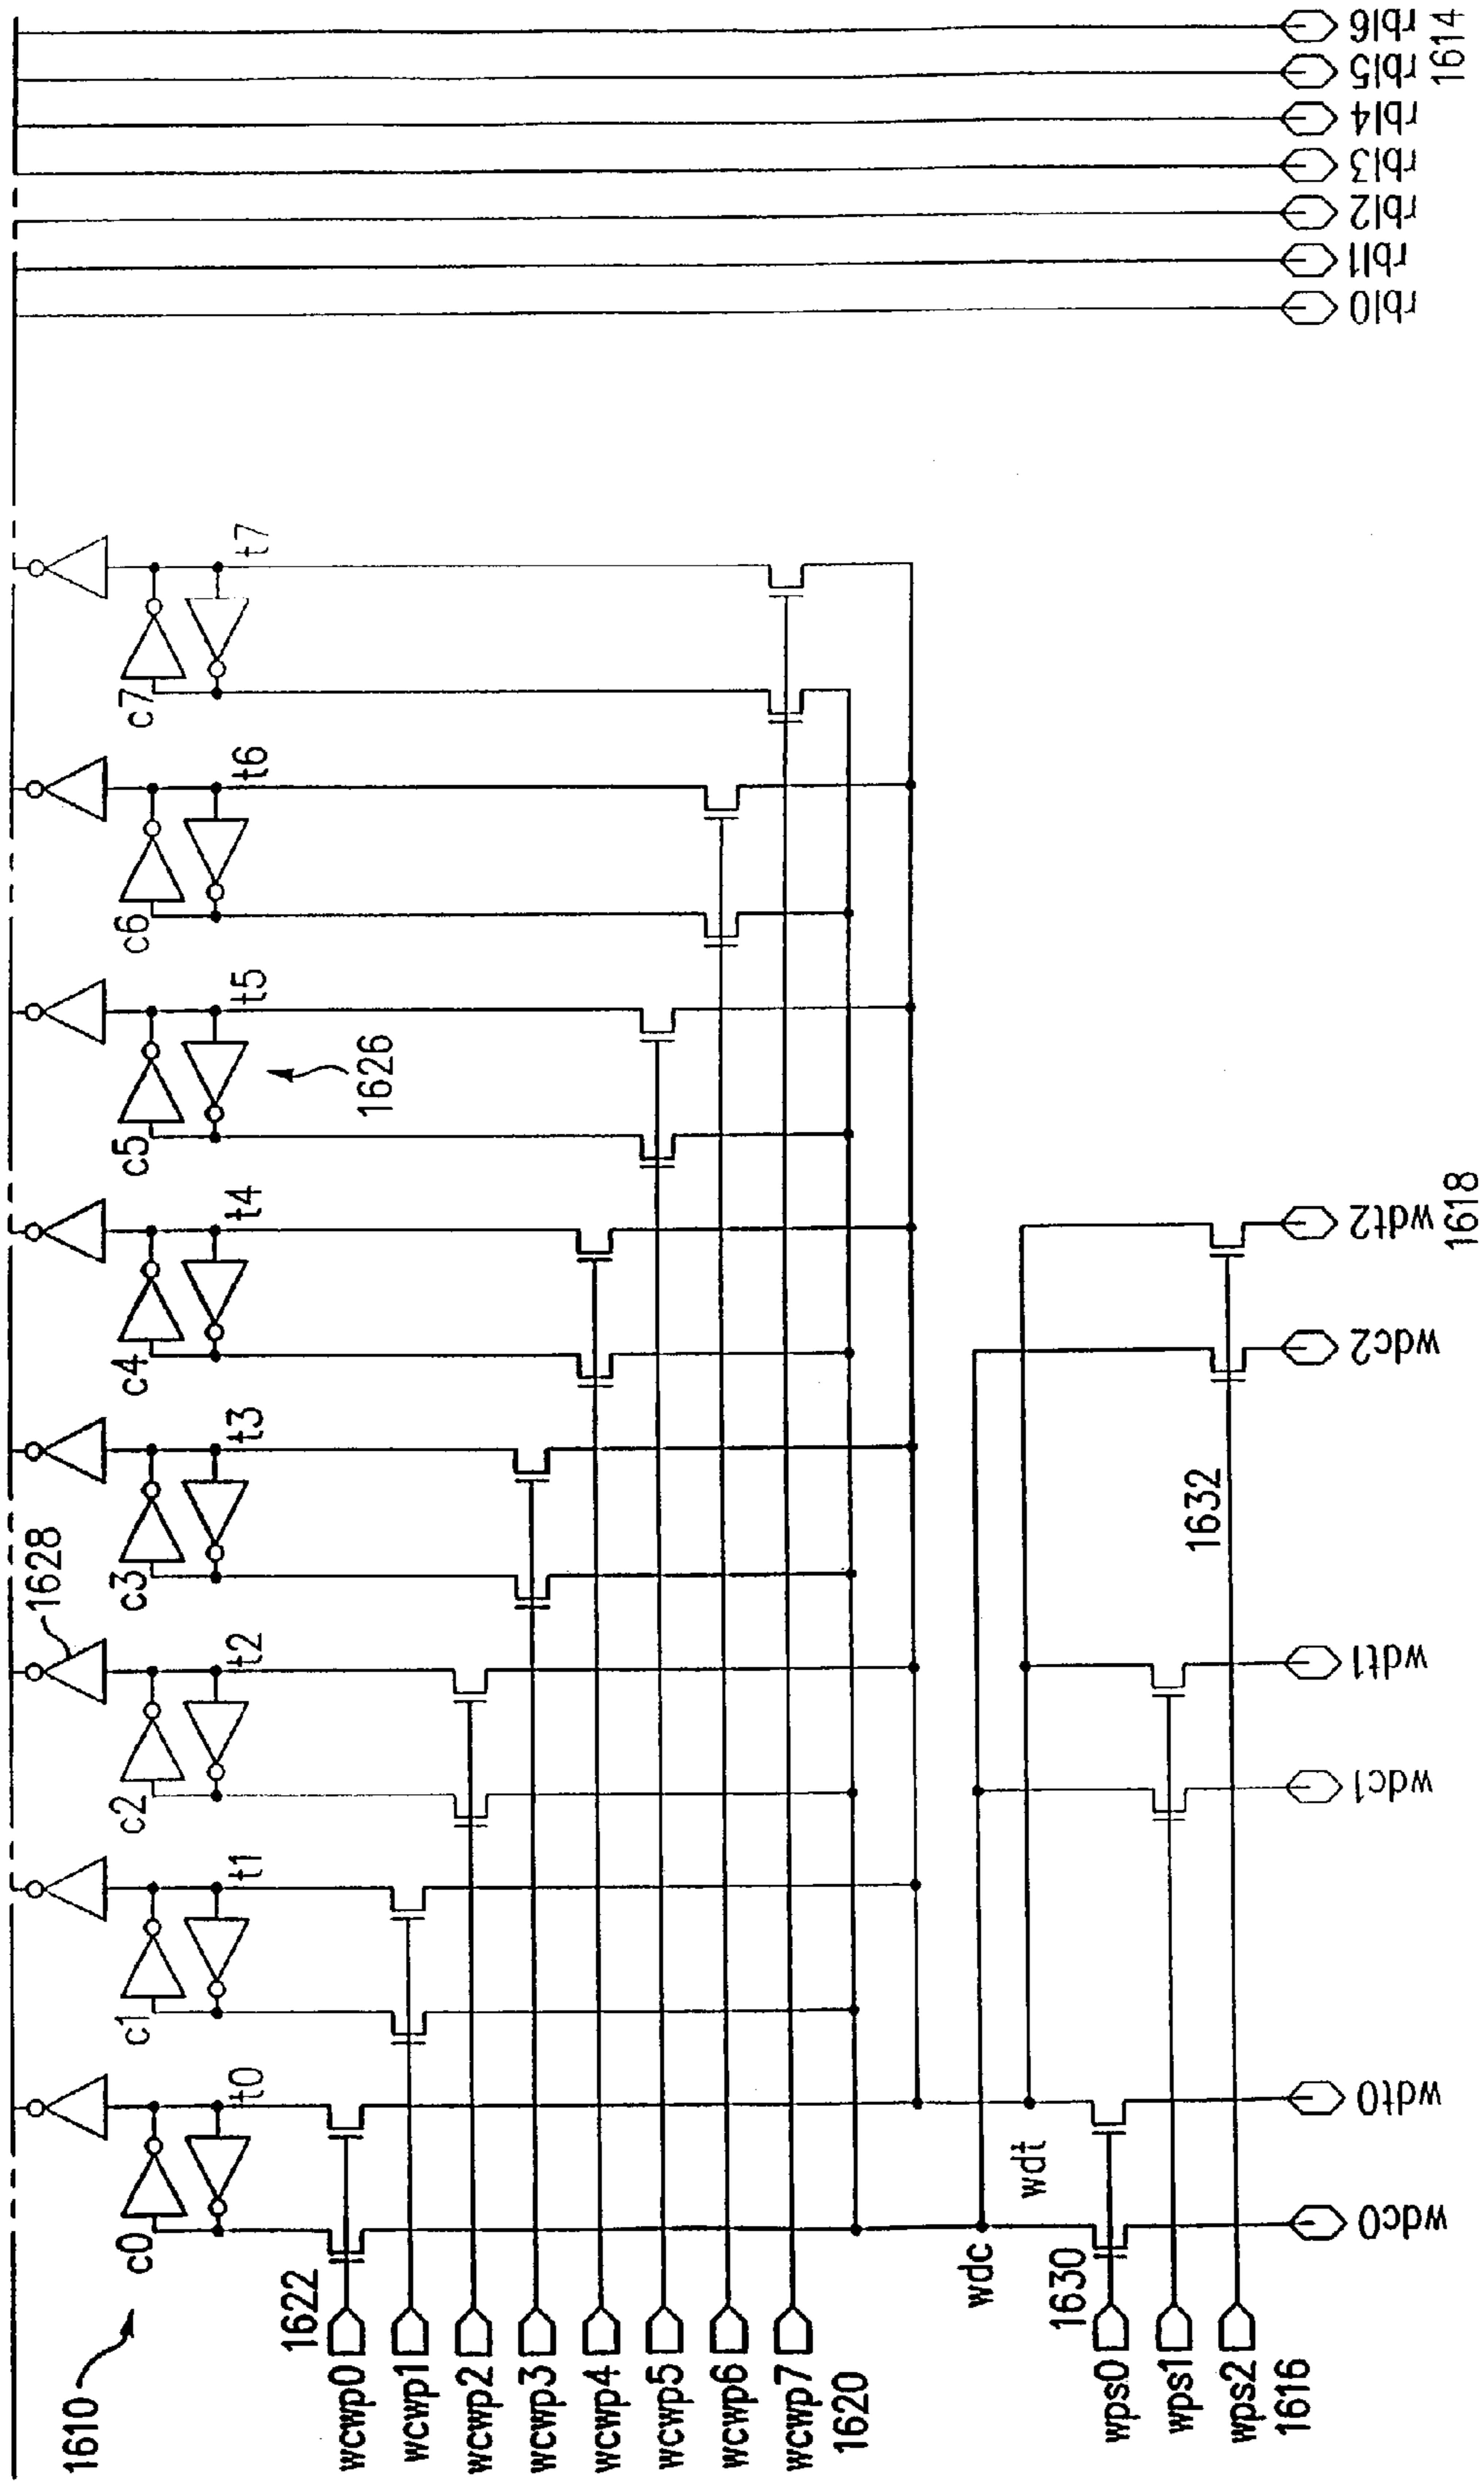 1610
c0
t0
c1
t1
c2
t2
1628
c3
t3
c4
t4
c5
t5
1626
c6
t6
c7
t7
1622
wcwp0
wcwp1
wcwp2
wcwp3
wcwp4
wcwp5
wcwp6
wcwp7
1620
wdc
wdt
1630
1632
wps0
wps1
wps2
1616
wdc0
wdt0
wdc1
wdt1
wdc2
wdt2
1618
rbl0
rbl1
rbl2
rbl3
rbl4
rbl5
rbl6
1614